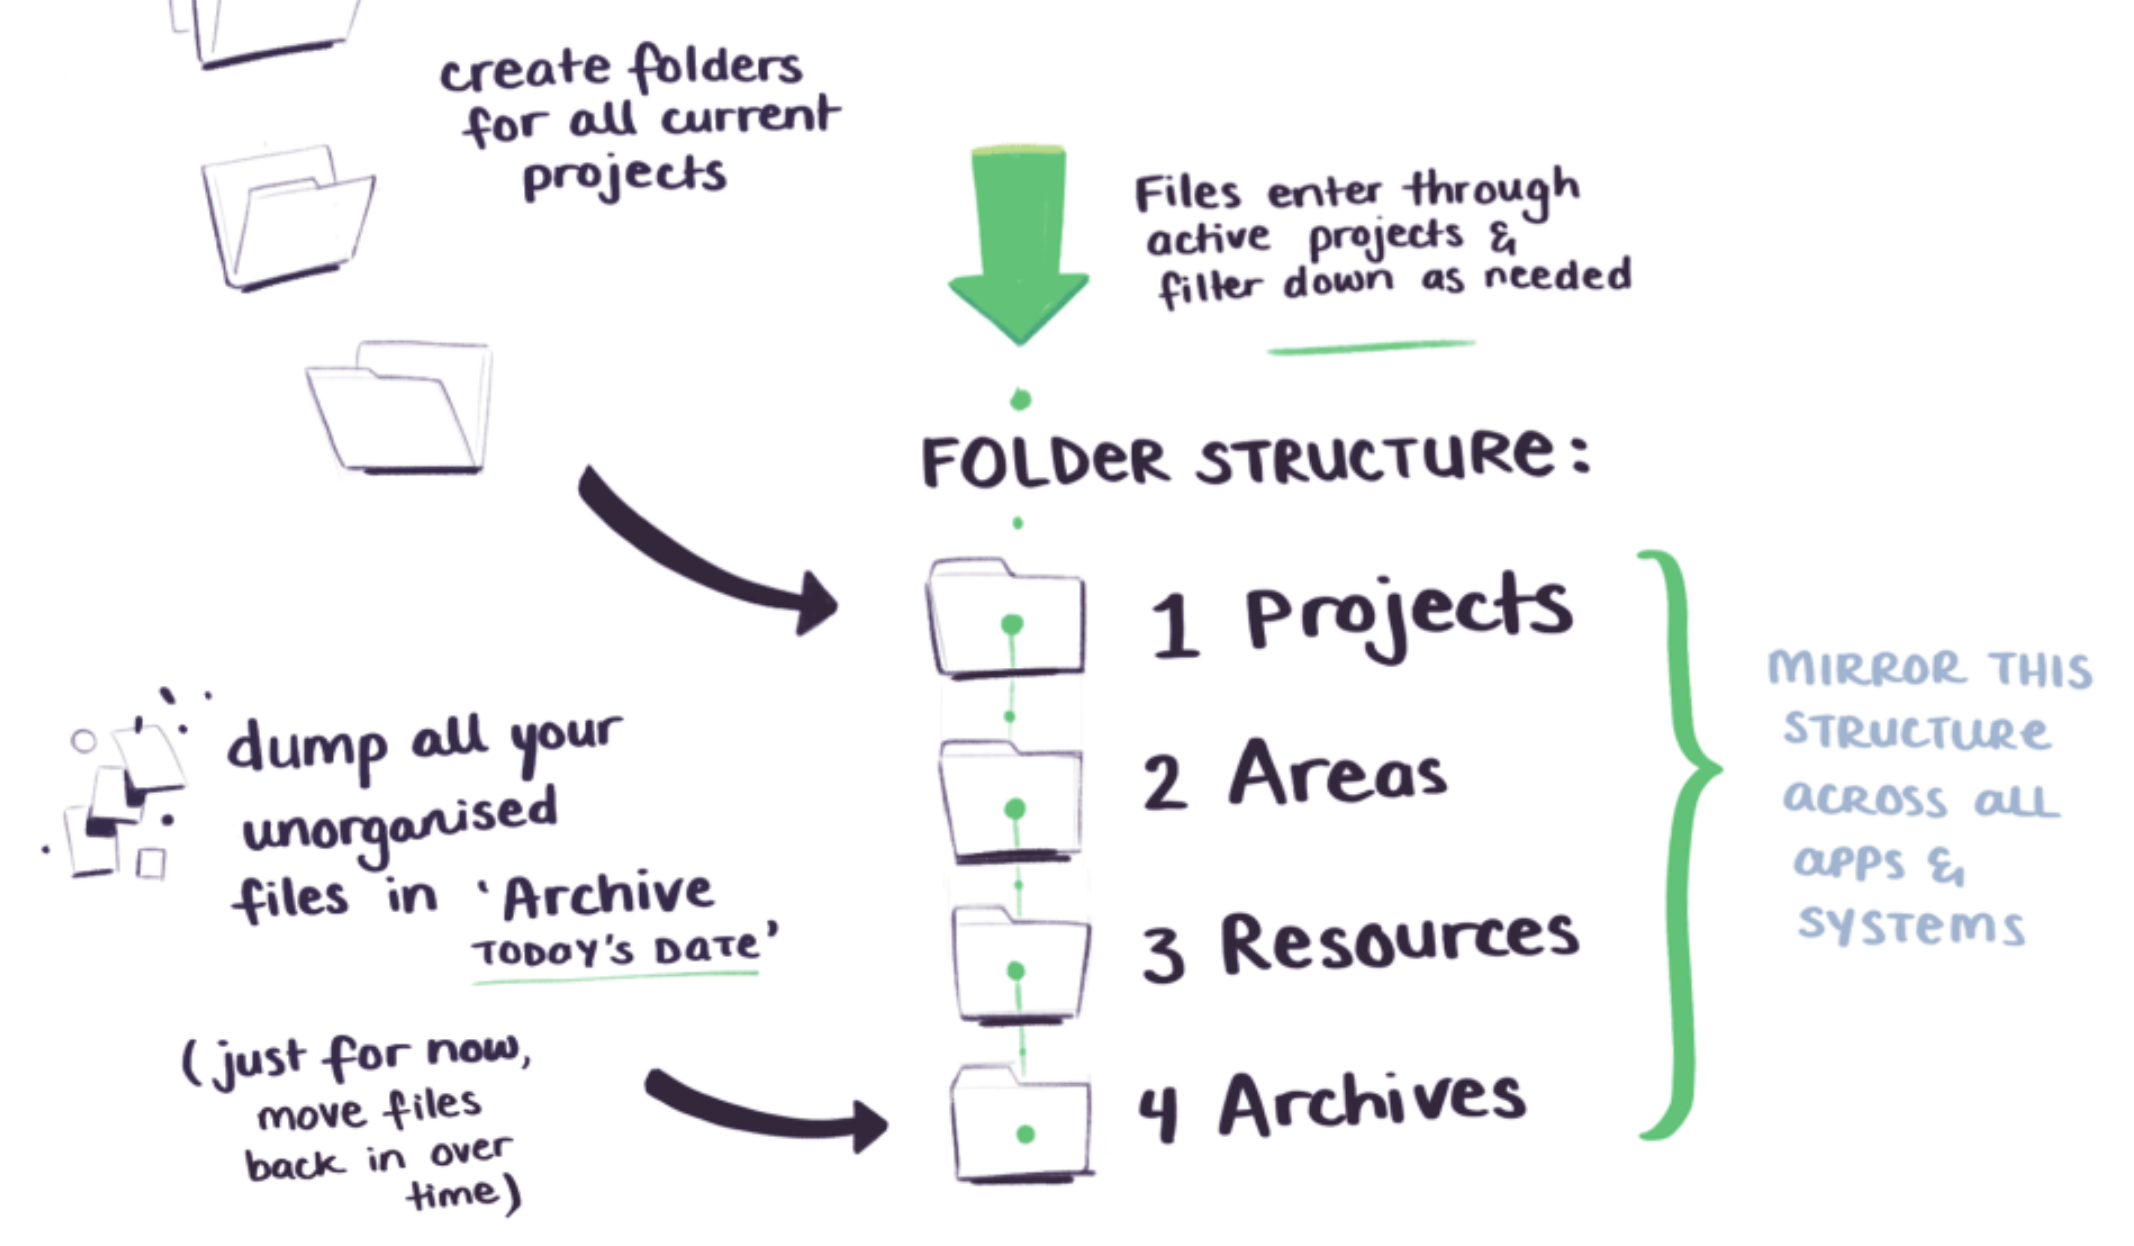 create folders
for all current
projects
Files enter through
active projects &
filter down as needed
FOLDER STRUCTURE:
1 Projects
2 Areas
3 Resources
4 Archives
MIRROR THIS
STRUCTURE
ACROSS ALL
APPS &
SYSTEMS
dump all your
unorganised
files in 'Archive
TODAY'S DATE'
(just for now,
move files
back in over
time)